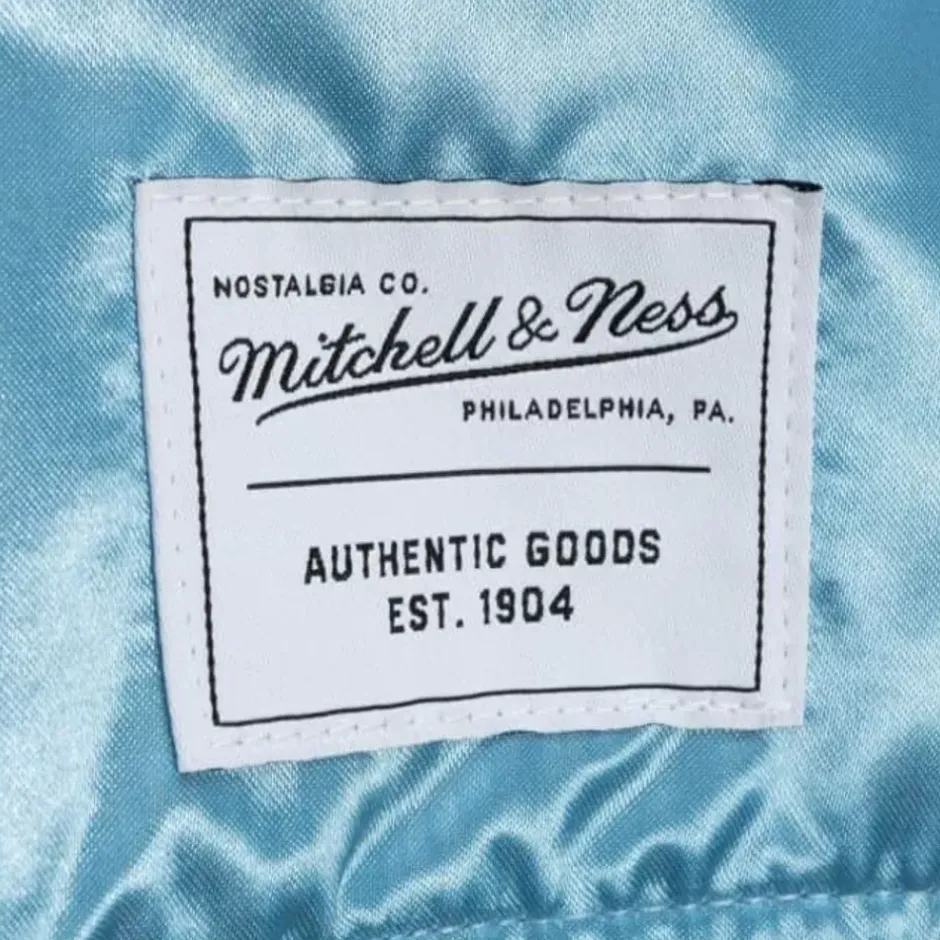 NOSTALGIA CO.
Mitchell & Ness
PHILADELPHIA, PA.
AUTHENTIC GOODS
EST. 1904